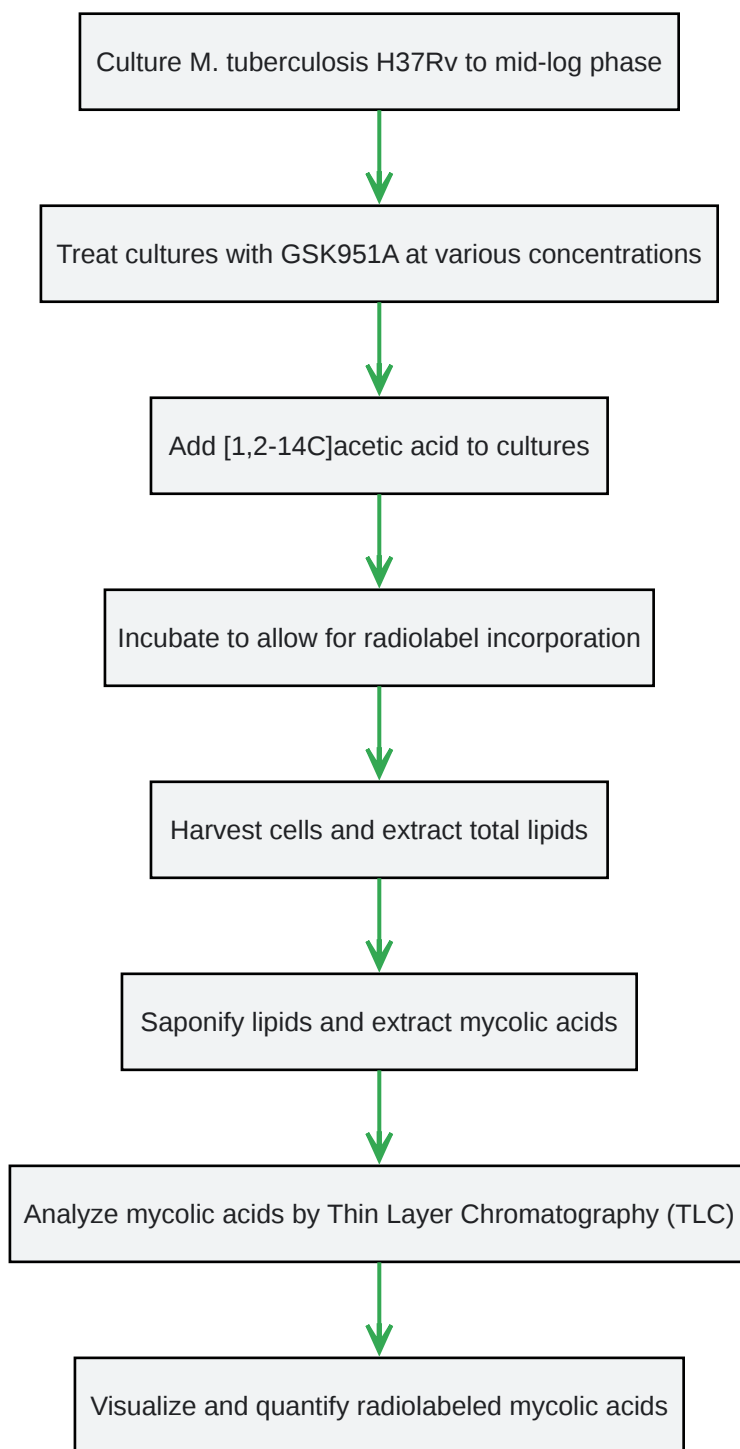 Culture M. tuberculosis H37Rv to mid-log phase
Treat cultures with GSK951A at various concentrations
Add [1,2-14C]acetic acid to cultures
Incubate to allow for radiolabel incorporation
Harvest cells and extract total lipids
Saponify lipids and extract mycolic acids
Analyze mycolic acids by Thin Layer Chromatography (TLC)
Visualize and quantify radiolabeled mycolic acids